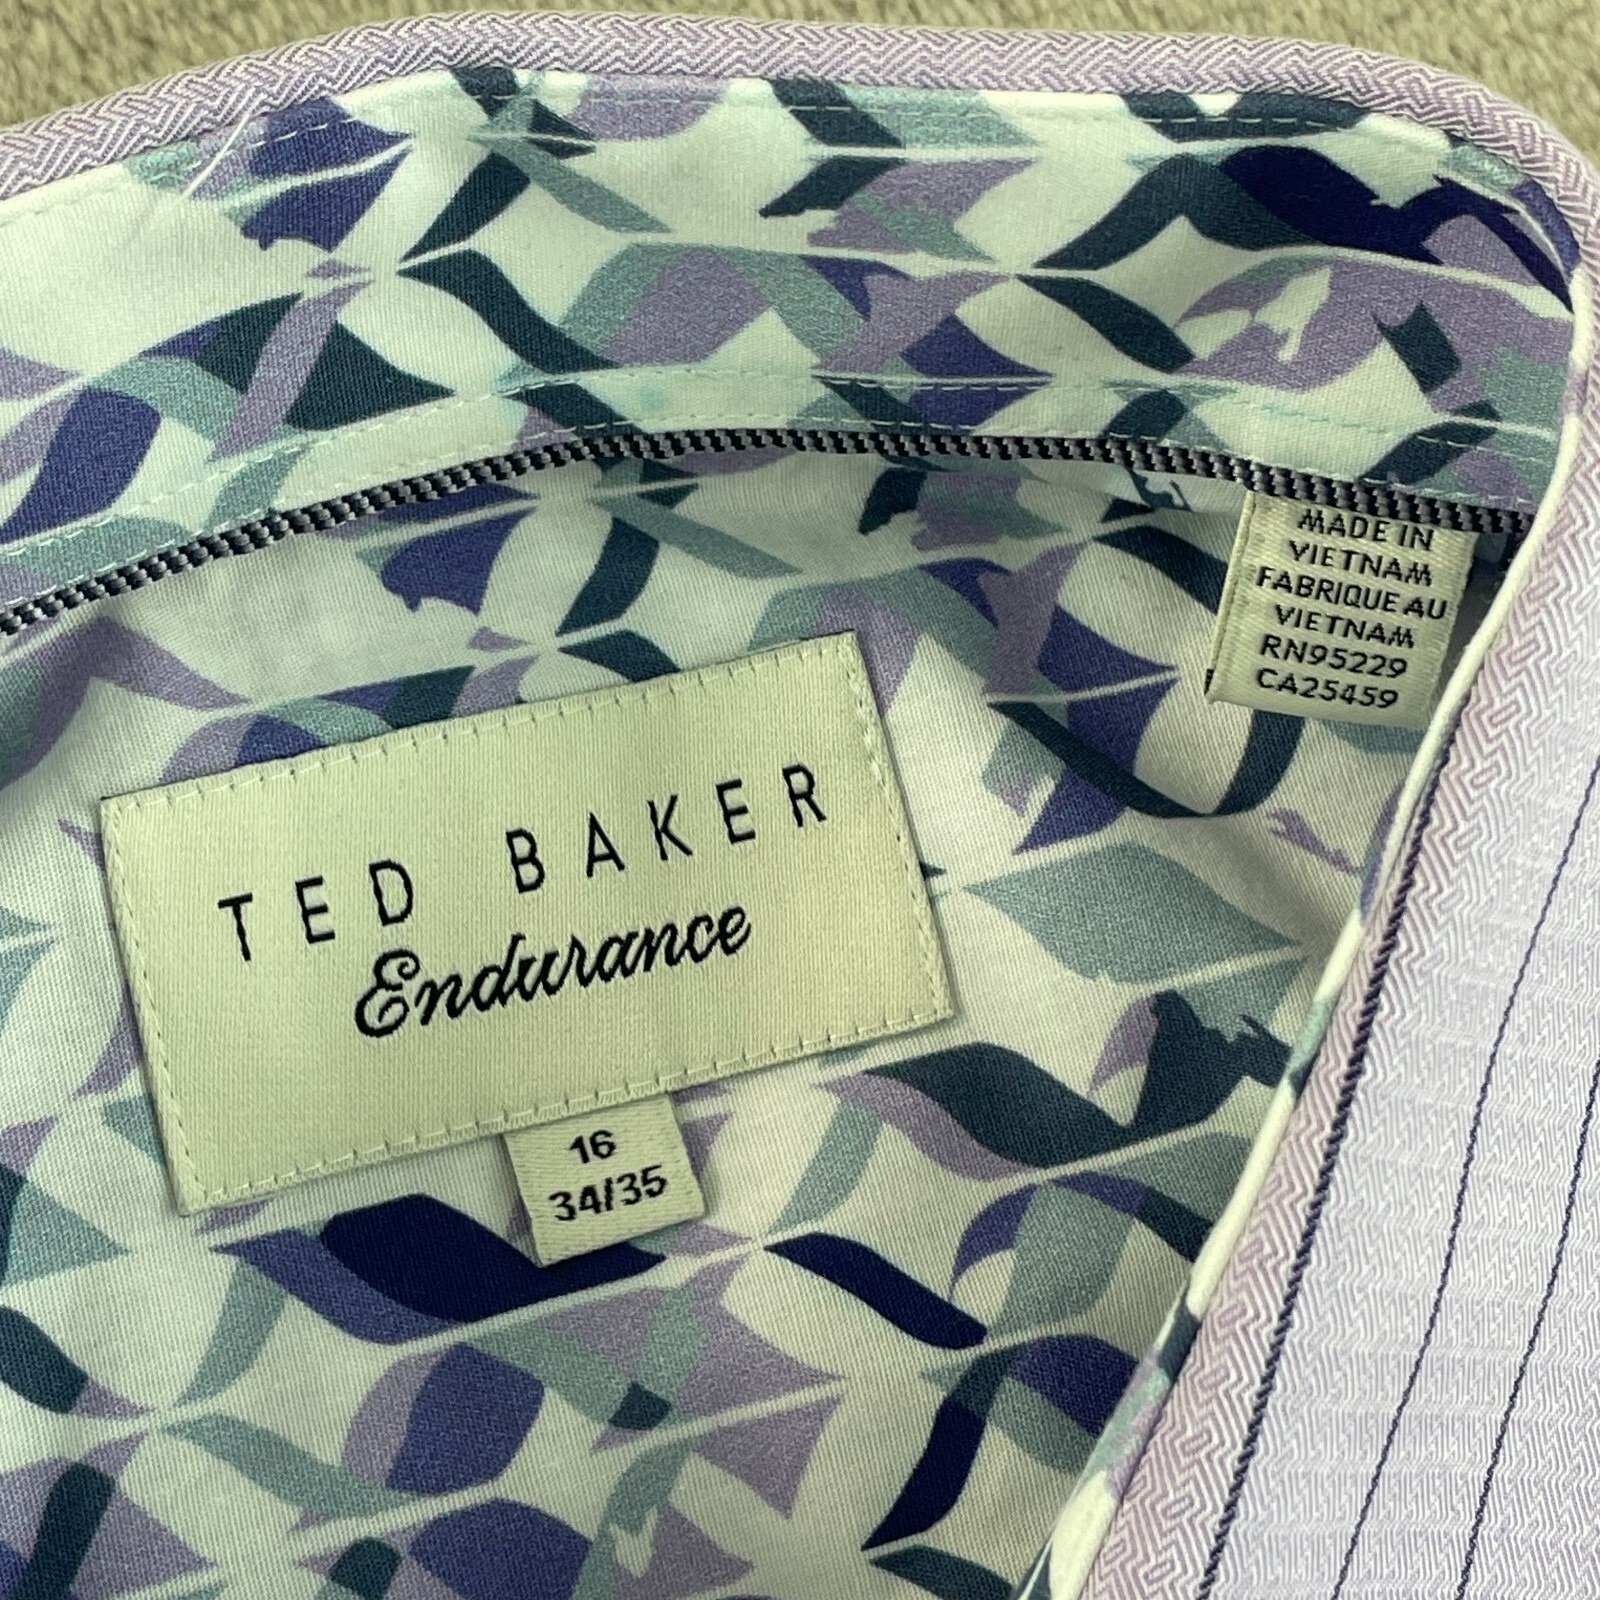 MADE IN
VIETNAM
FABRIQUE AU
VIETNAM
RN95229
CA25459
TED BAKER
Endurance
16
34/35